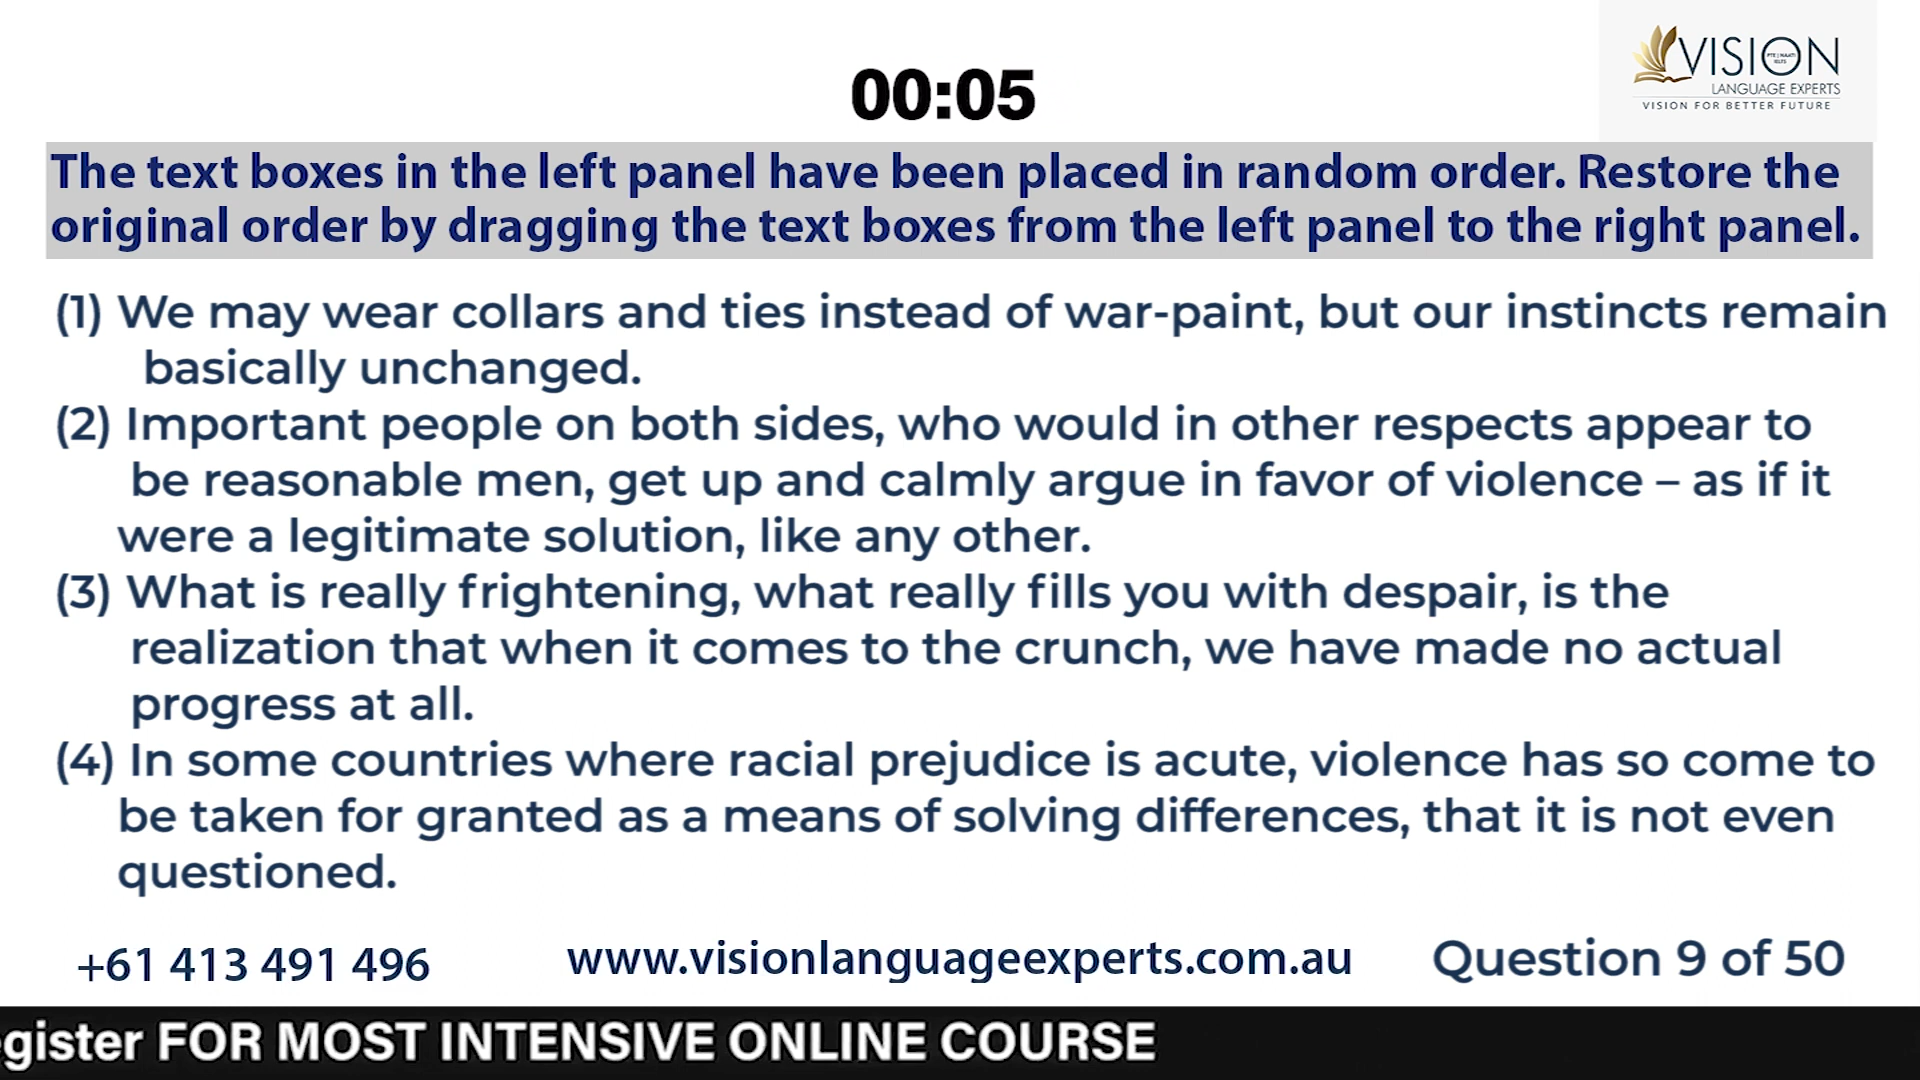 VISION
LANGUAGE EXPERTS
VISION FOR BETTER FUTURE
00:05
The text boxes in the left panel have been placed in random order. Restore the
original order by dragging the text boxes from the left panel to the right panel.
(1) We may wear collars and ties instead of war-paint, but our instincts remain
basically unchanged.
(2) Important people on both sides, who would in other respects appear to
be reasonable men, get up and calmly argue in favor of violence – as if it
were a legitimate solution, like any other.
(3) What is really frightening, what really fills you with despair, is the
realization that when it comes to the crunch, we have made no actual
progress at all.
(4) In some countries where racial prejudice is acute, violence has so come to
be taken for granted as a means of solving differences, that it is not even
questioned.
+61 413 491 496
www.visionlanguageexperts.com.au
Question 9 of 50
egister FOR MOST INTENSIVE ONLINE COURSE